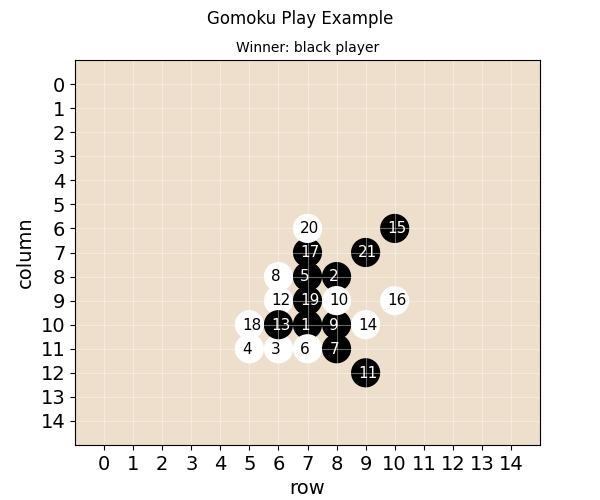 Gomoku Play Example
Winner: black player
0
1
2
3
4
5
6 20 15
7 17 21
column
8 8 5 2
9 12 19 10 16
10 18 13 1 9 14
11 4 3 6 7
12 11
13
14
0 1 2 3 4 5 6 7 8 9 10 11 12 13 14
row